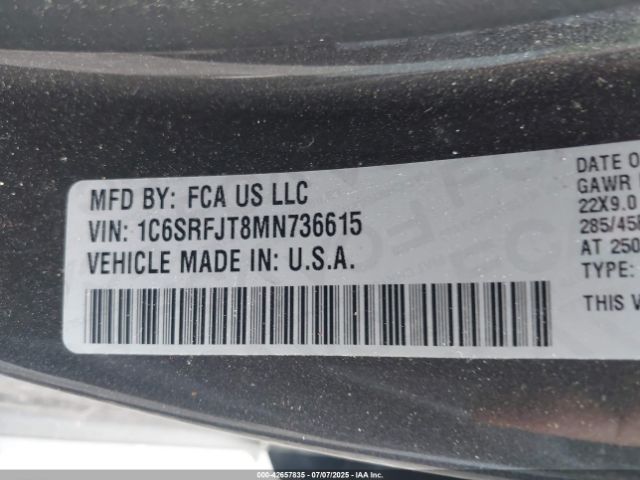 MFD BY: FCA US LLC
VIN: 1C6SRFJT8MN736615
VEHICLE MADE IN: U.S.A.
DATE O
GAWR
22X9.0
285/45
AT 250
TYPE:
THIS V
000-42657835 - 07/07/2025 - IAA Inc.